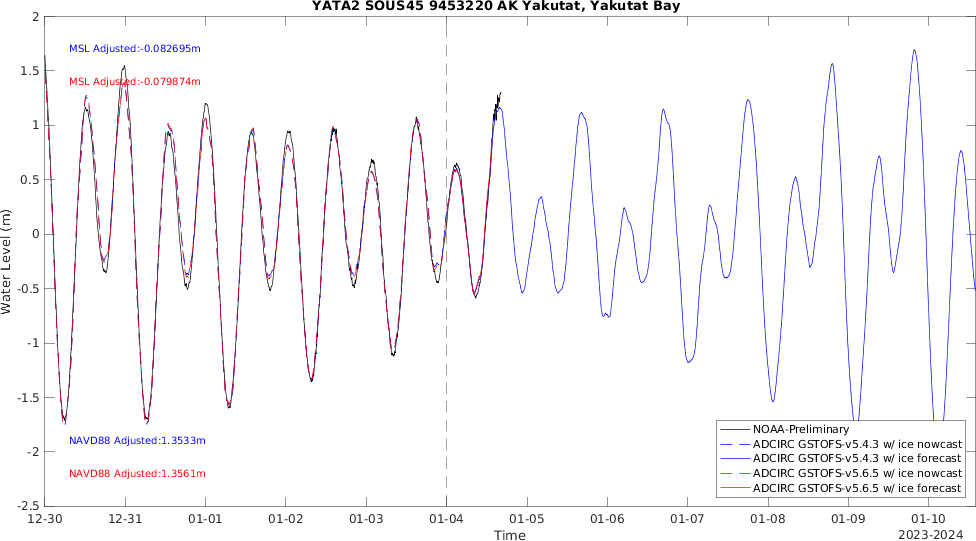 YATA2 SOUS45 9453220 AK Yakutat, Yakutat Bay
MSL Adjusted:-0.082695m
MSL Adjusted:-0.079874m
NAVD88 Adjusted:1.3533m
NAVD88 Adjusted:1.3561m
Water Level (m)
2
1.5
1
0.5
0
-0.5
-1
-1.5
-2
-2.5
12-30
12-31
01-01
01-02
01-03
01-04
01-05
01-06
01-07
01-08
01-09
01-10
2023-2024
Time
NOAA-Preliminary
ADCIRC GSTOFS-v5.4.3 w/ ice nowcast
ADCIRC GSTOFS-v5.4.3 w/ ice forecast
ADCIRC GSTOFS-v5.6.5 w/ ice nowcast
ADCIRC GSTOFS-v5.6.5 w/ ice forecast